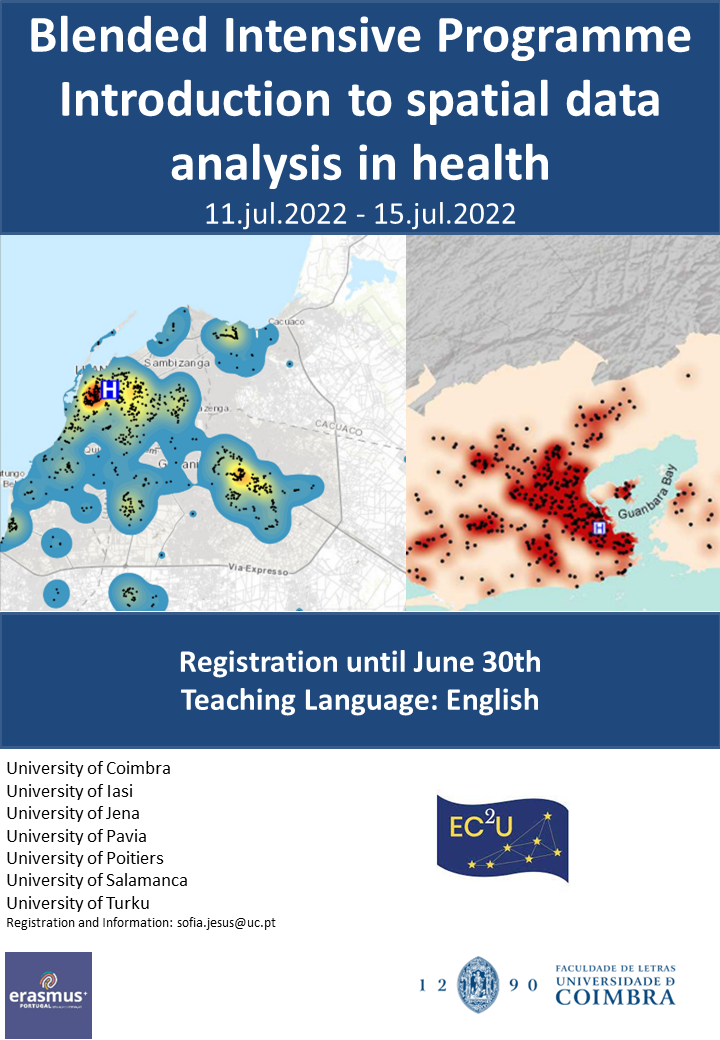 Blended Intensive Programme
Introduction to spatial data
analysis in health
11.jul.2022 - 15.jul.2022
Cacuaco
Sambizanga
H
CACUACO
Via Expresso
Guanbara Bay
H
Registration until June 30th
Teaching Language: English
University of Coimbra
University of Iasi
University of Jena
University of Pavia
University of Poitiers
University of Salamanca
University of Turku
Registration and Information: sofia.jesus@uc.pt
EC2U
erasmus+
PORTUGAL
1 2 9 0
FACULDADE DE LETRAS
UNIVERSIDADE Ð
COIMBRA